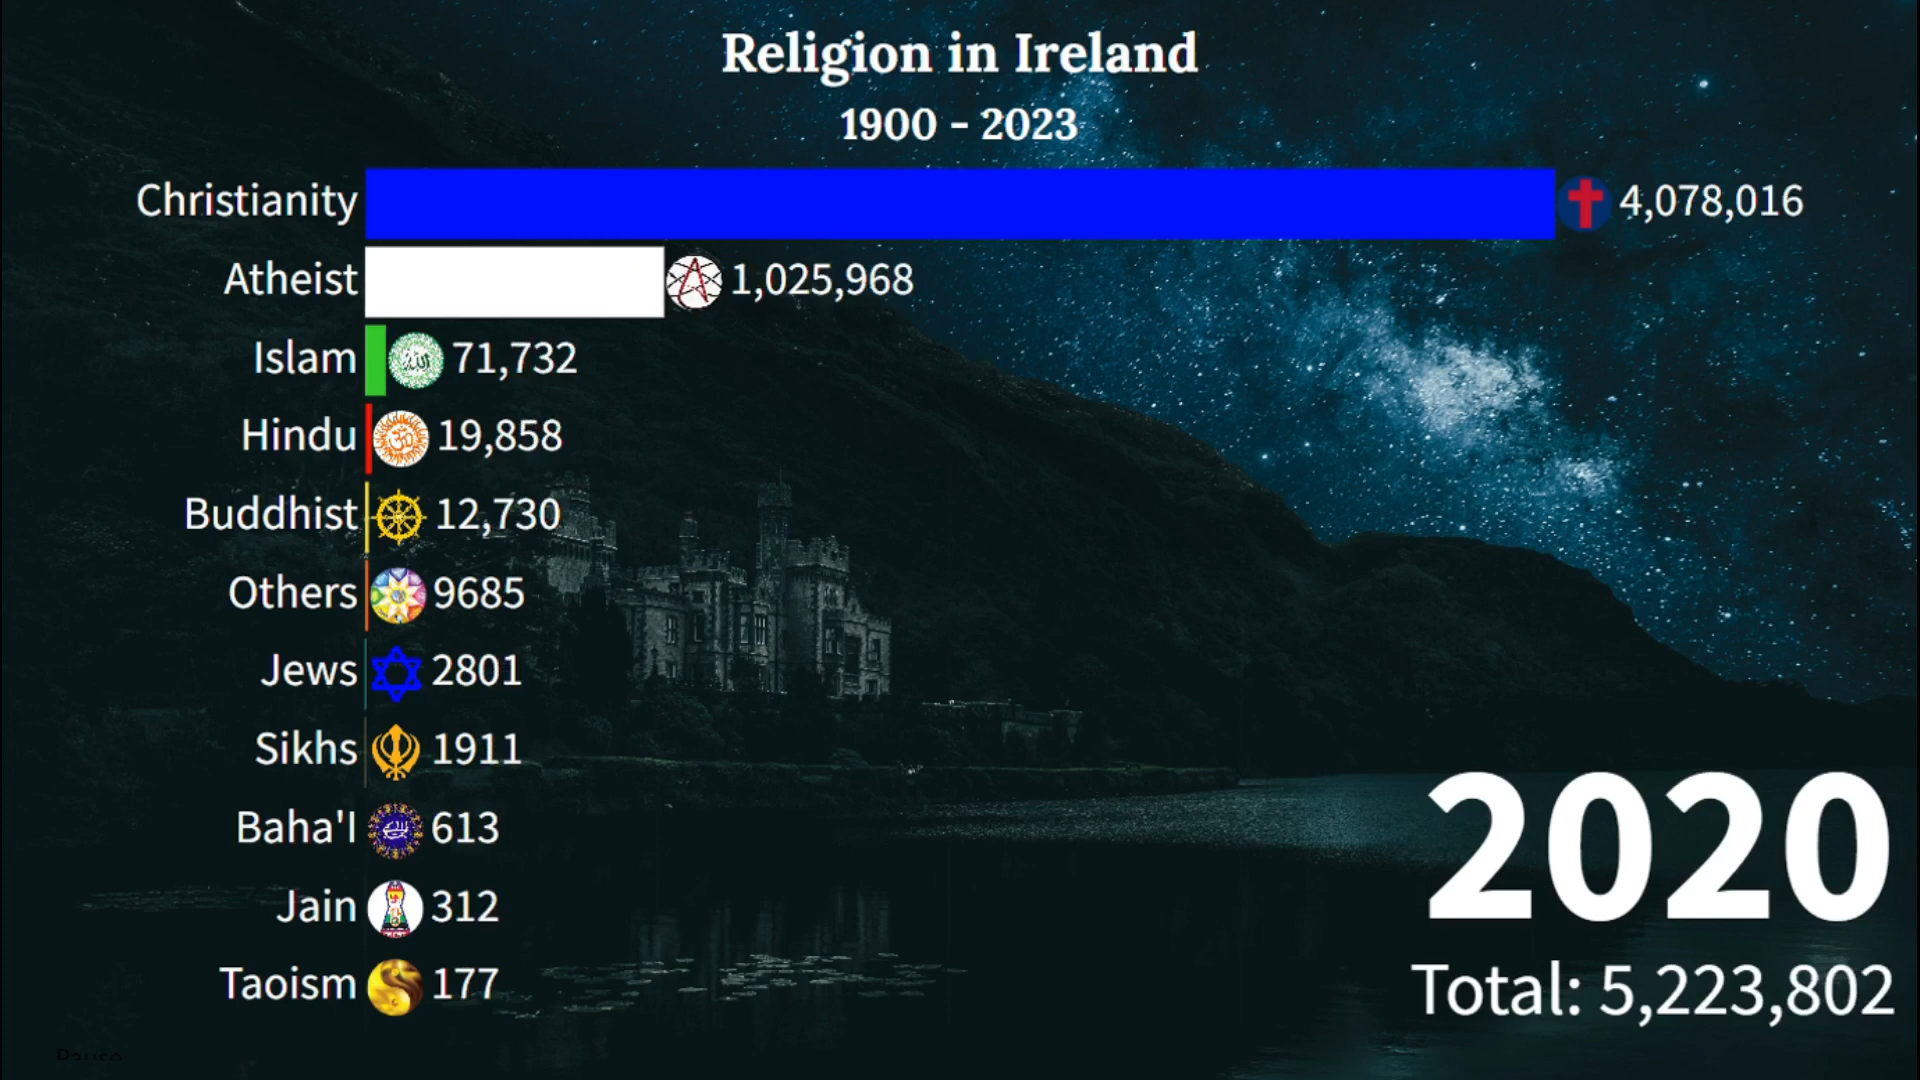 Religion in Ireland
1900 - 2023
Christianity 4,078,016
Atheist 1,025,968
Islam 71,732
Hindu 19,858
Buddhist 12,730
Others 9685
Jews 2801
Sikhs 1911
Baha'I 613
Jain 312
Taoism 177
2020
Total: 5,223,802
Pause